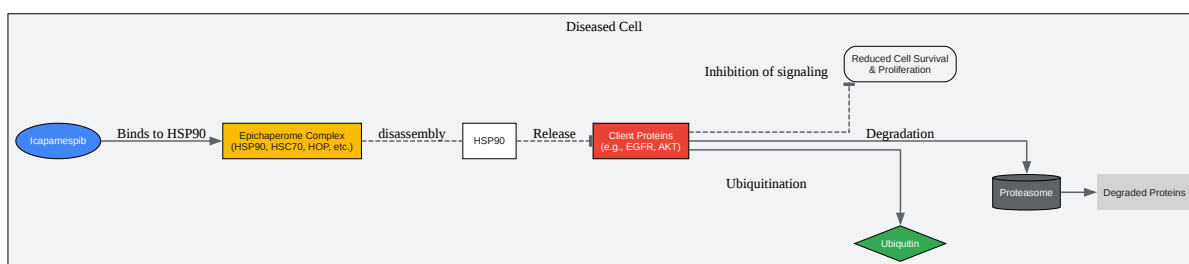 Diseased Cell
Reduced Cell Survival
& Proliferation
Inhibition of signaling
Icapamespib
Binds to HSP90
Epichaperome Complex
(HSP90, HSC70, HOP, etc.)
disassembly
HSP90
Release
Client Proteins
(e.g., EGFR, AKT)
Degradation
Ubiquitination
Proteasome
Degraded Proteins
Ubiquitin